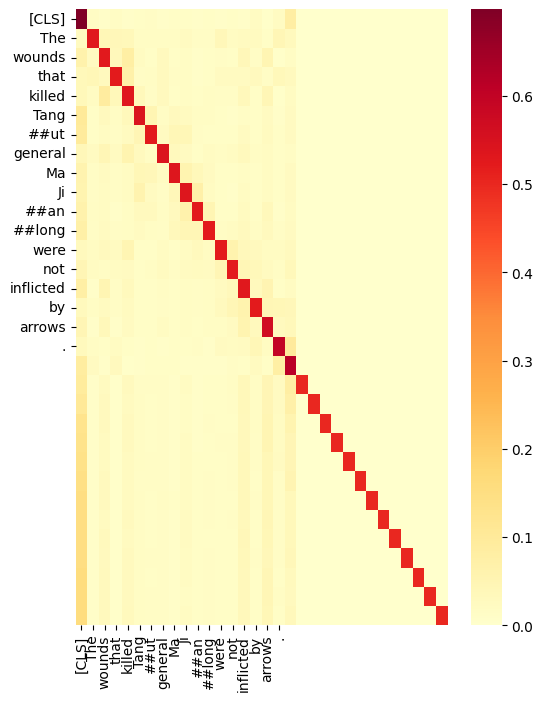 [CLS]
The
wounds
that
killed
Tang
##ut
general
Ma
Ji
##an
##long
were
not
inflicted
by
arrows
.
0.6
0.5
0.4
0.3
0.2
0.1
0.0
[CLS]
The
wounds
that
killed
Tang
##ut
general
Ma
Ji
##an
##long
were
not
inflicted
by
arrows
.